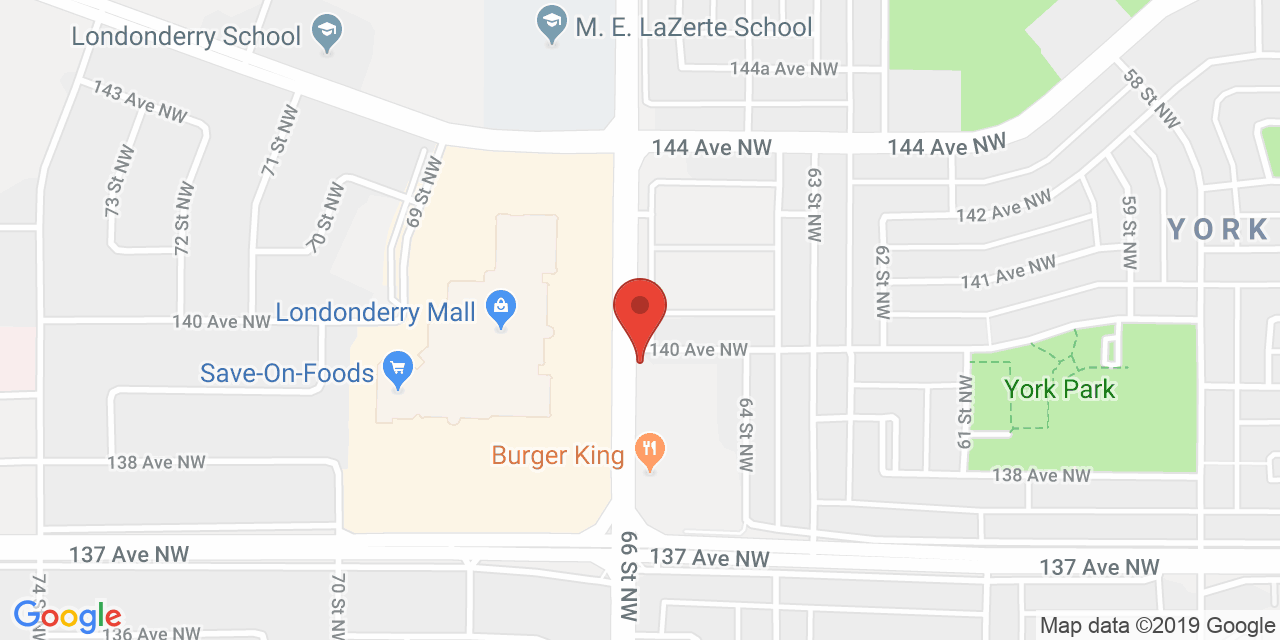 Londonderry School
M. E. LaZerte School
144a Ave NW
58 St NW
143 Ave NW
71 St NW
144 Ave NW
144 Ave NW
73 St NW
72 St NW
70 St NW
69 St NW
63 St NW
142 Ave NW
59 St NW
YORK
62 St NW
141 Ave NW
Londonderry Mall
140 Ave NW
140 Ave NW
Save-On-Foods
York Park
64 St NW
61 St NW
Burger King
138 Ave NW
138 Ave NW
137 Ave NW
66 St NW
137 Ave NW
137 Ave NW
74 St NW
70 St NW
Google
136 Ave NW
Map data ©2019 Google